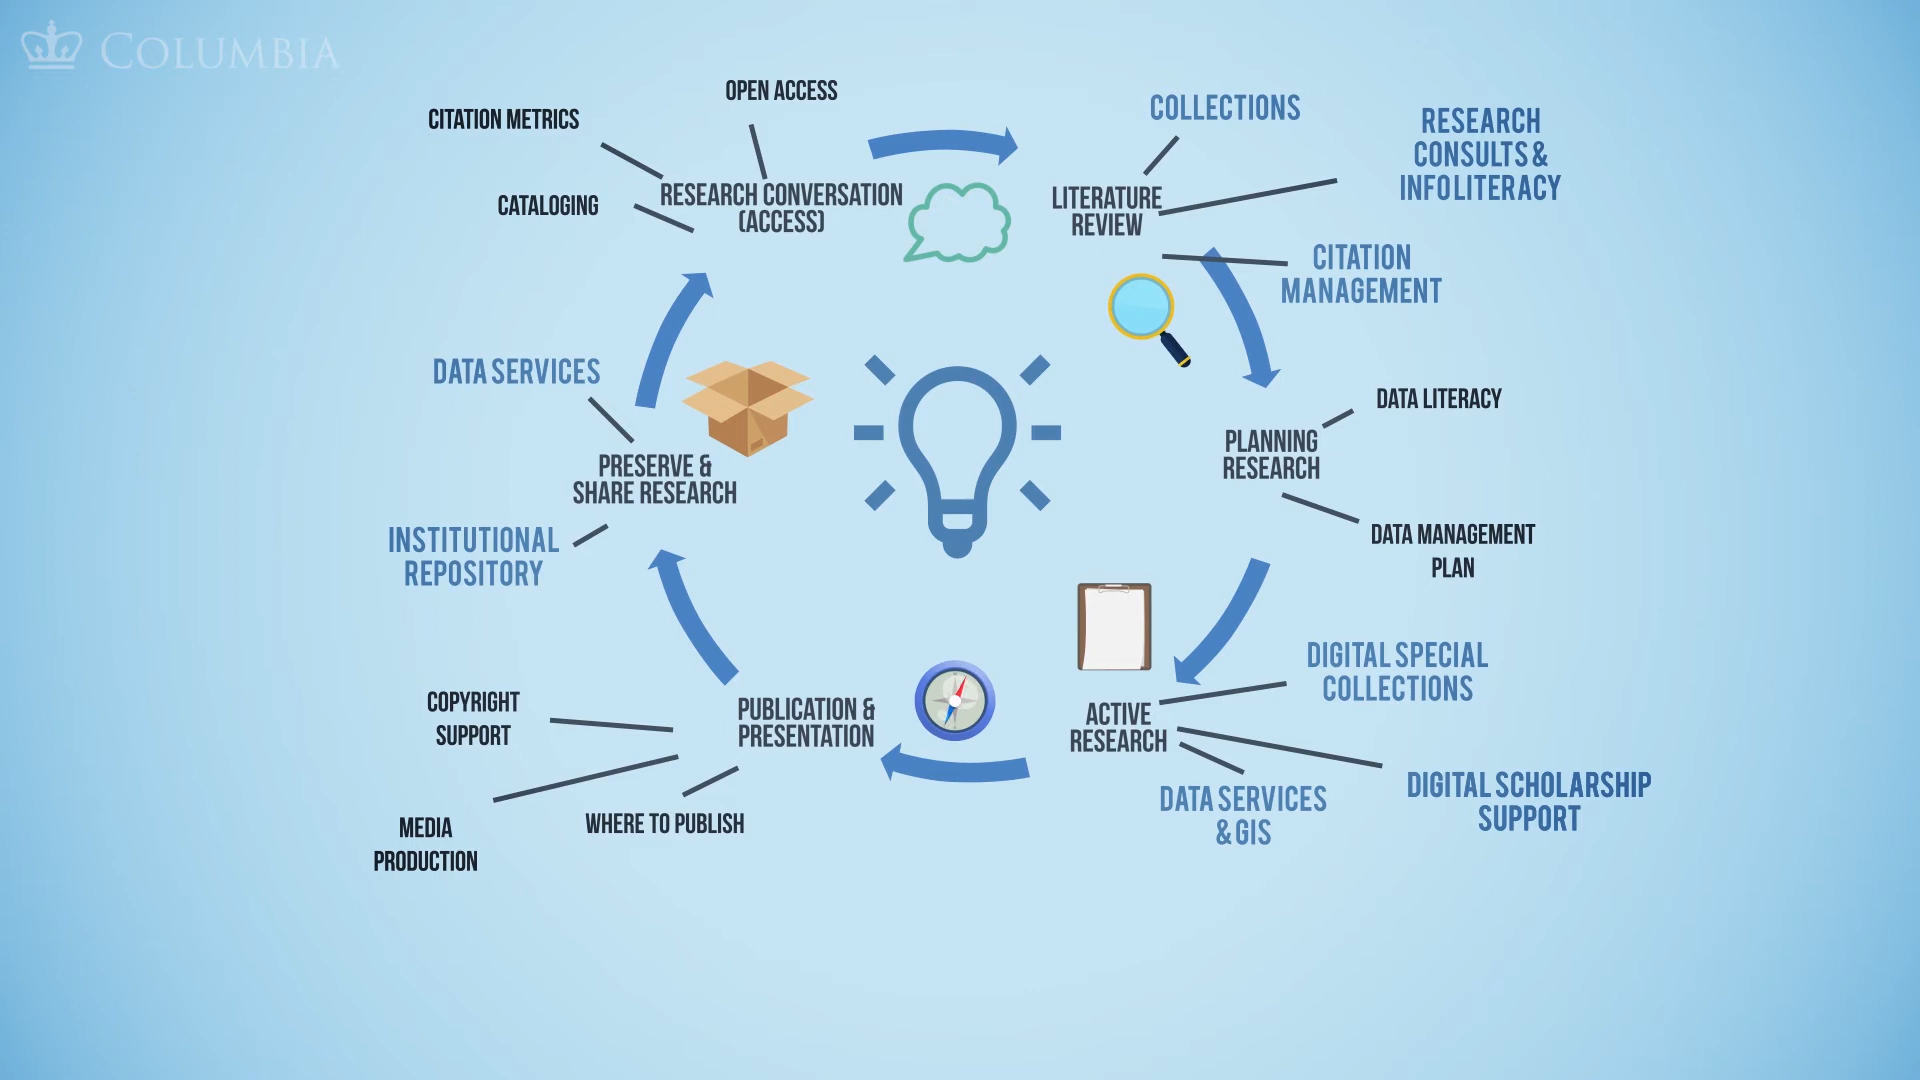 COLUMBIA
OPEN ACCESS
CITATION METRICS
CATALOGING
RESEARCH CONVERSATION
(ACCESS)
COLLECTIONS
RESEARCH
CONSULTS &
INFO LITERACY
LITERATURE
REVIEW
CITATION
MANAGEMENT
DATA LITERACY
PLANNING
RESEARCH
DATA MANAGEMENT
PLAN
DIGITAL SPECIAL
COLLECTIONS
ACTIVE
RESEARCH
DIGITAL SCHOLARSHIP
SUPPORT
DATA SERVICES
& GIS
PUBLICATION &
PRESENTATION
COPYRIGHT
SUPPORT
MEDIA
PRODUCTION
WHERE TO PUBLISH
DATA SERVICES
PRESERVE &
SHARE RESEARCH
INSTITUTIONAL
REPOSITORY